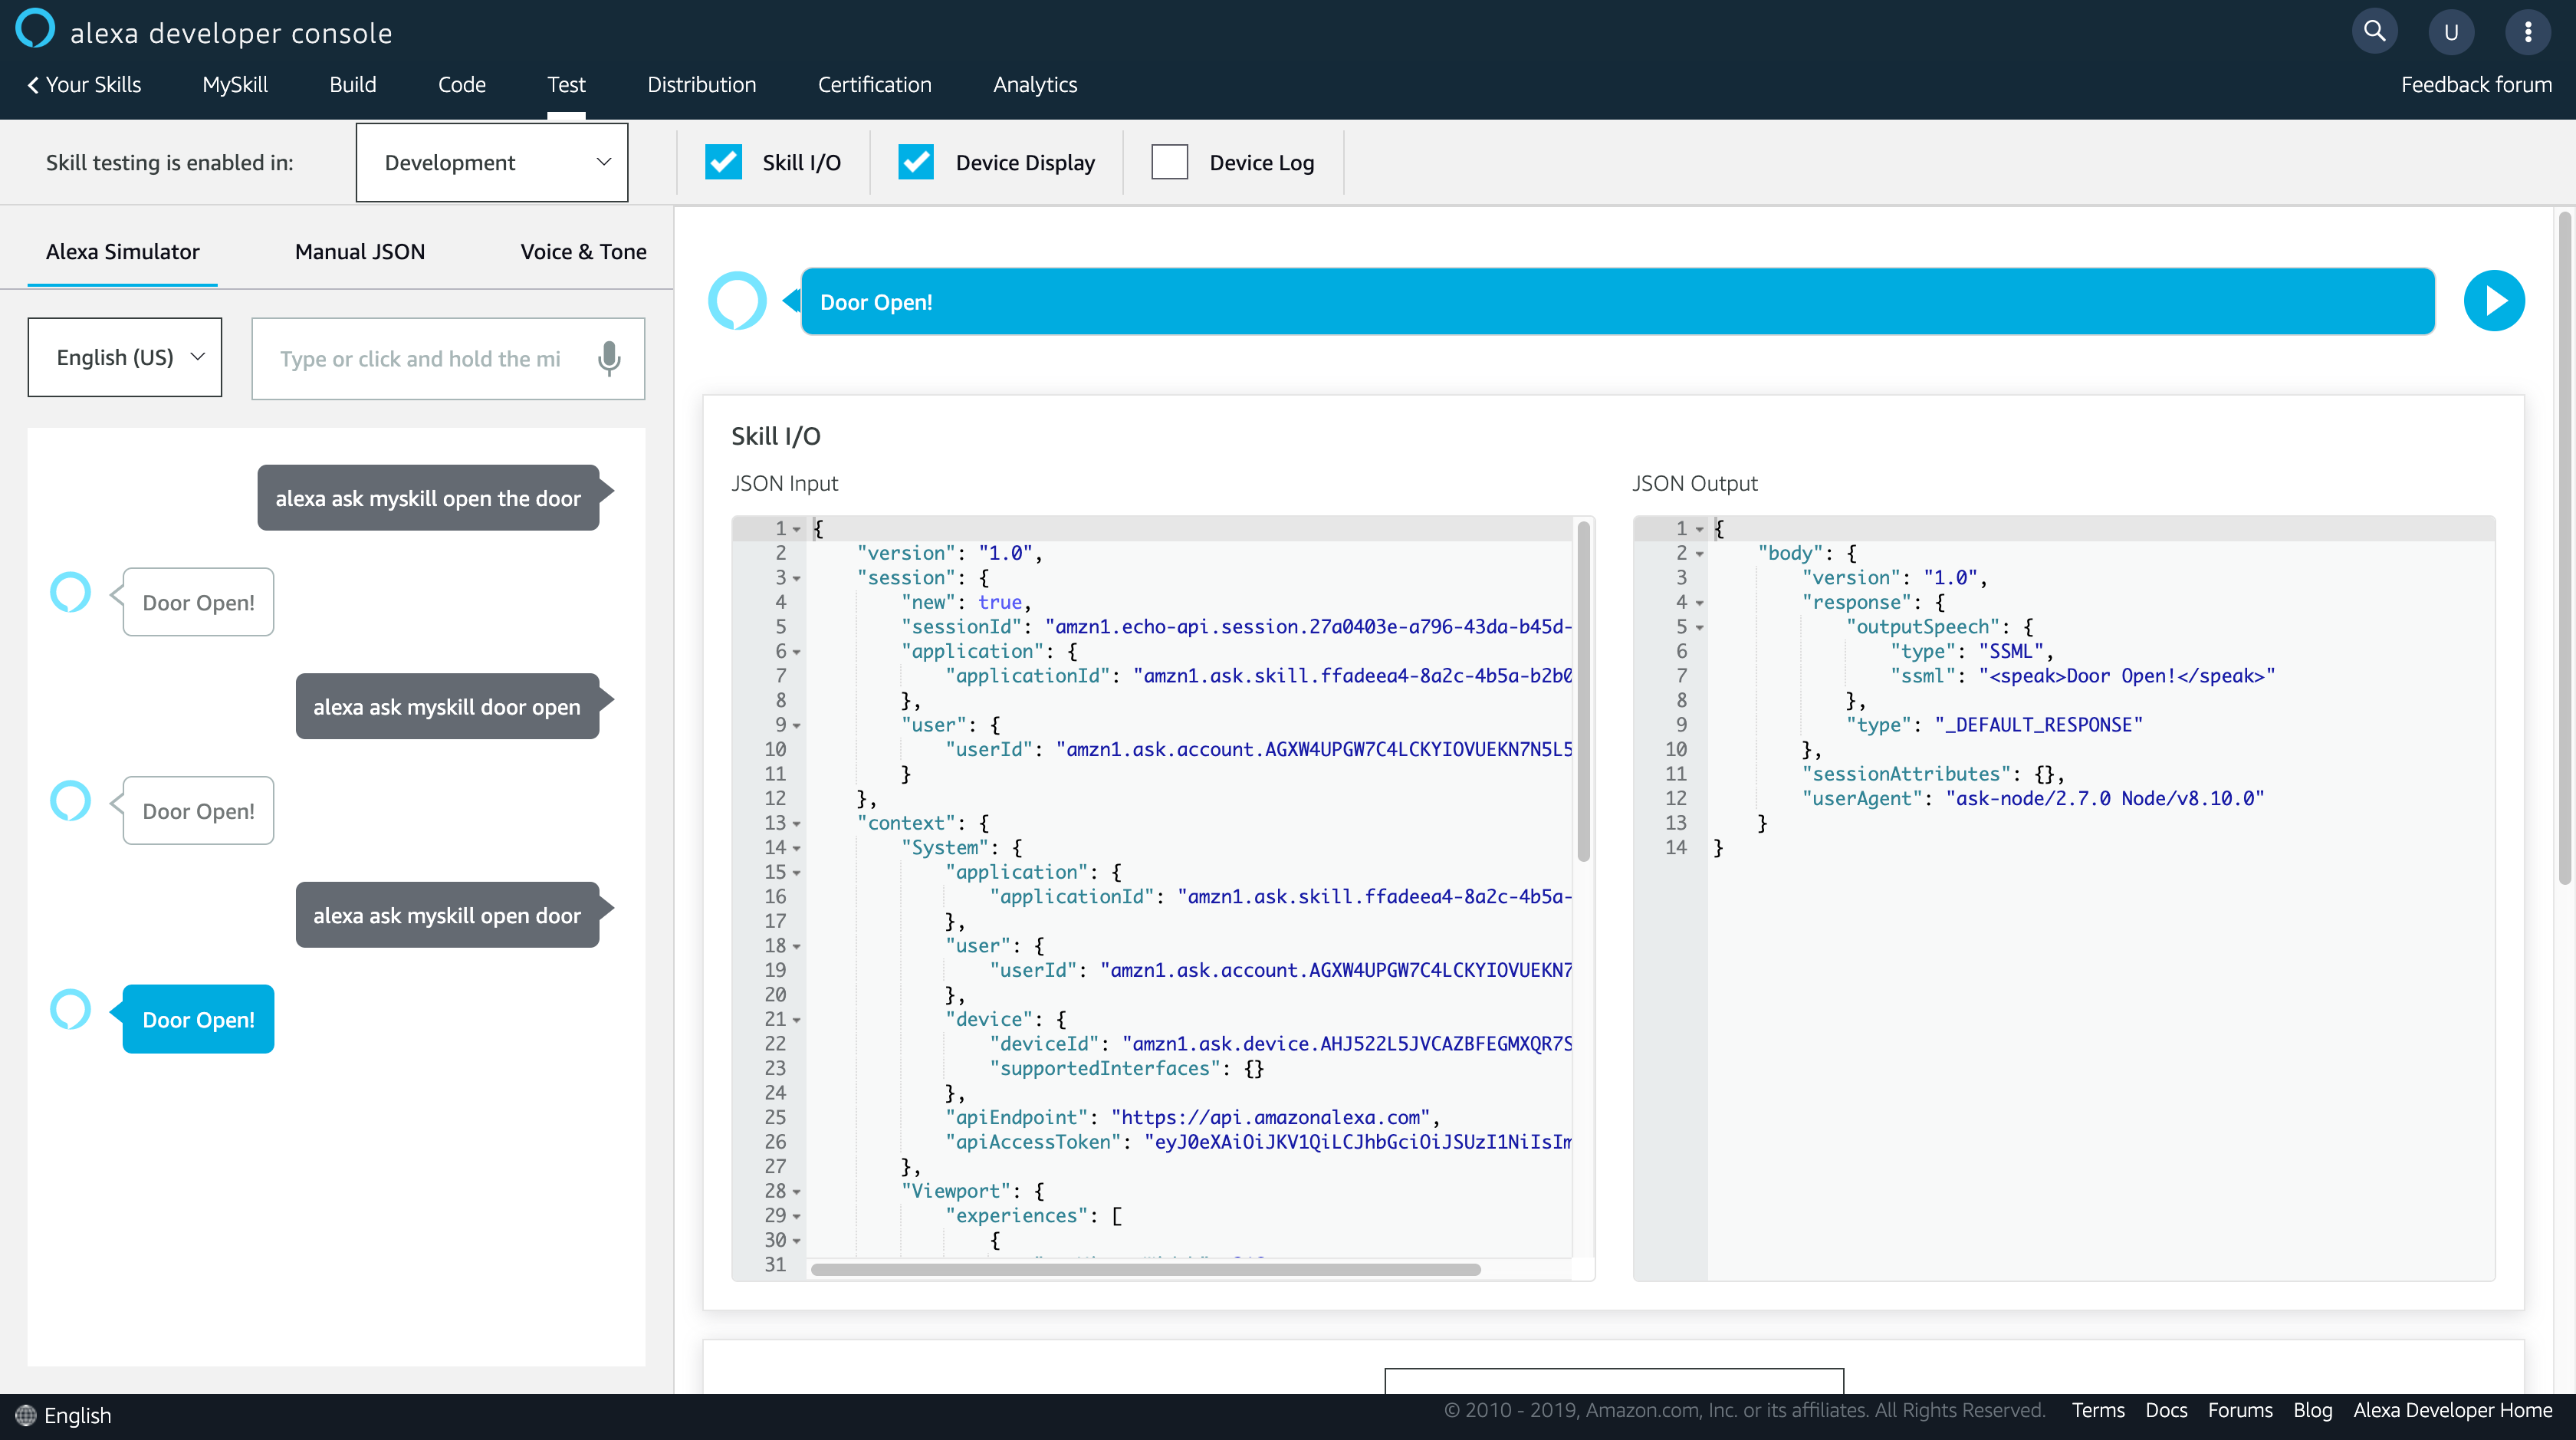 alexa developer console
U
Your Skills MySkill Build Code Test Distribution Certification Analytics Feedback forum
Skill testing is enabled in: Development Skill I/O Device Display Device Log
Alexa Simulator Manual JSON Voice & Tone
English (US) Type or click and hold the mi
alexa ask myskill open the door
Door Open!
alexa ask myskill door open
Door Open!
alexa ask myskill open door
Door Open!
Door Open!
Skill I/O
JSON Input
1 {
2 "version": "1.0",
3 "session": {
4 "new": true,
5 "sessionId": "amzn1.echo-api.session.27a0403e-a796-43da-b45d-
6 "application": {
7 "applicationId": "amzn1.ask.skill.ffadeea4-8a2c-4b5a-b2b0
8 },
9 "user": {
10 "userId": "amzn1.ask.account.AGXW4UPGW7C4LCKYIOVUEKN7N5L5
11 }
12 },
13 "context": {
14 "System": {
15 "application": {
16 "applicationId": "amzn1.ask.skill.ffadeea4-8a2c-4b5a-
17 },
18 "user": {
19 "userId": "amzn1.ask.account.AGXW4UPGW7C4LCKYIOVUEKN7
20 },
21 "device": {
22 "deviceId": "amzn1.ask.device.AHJ522L5JVCAZBFEGMXQR7S
23 "supportedInterfaces": {}
24 },
25 "apiEndpoint": "https://api.amazonalexa.com",
26 "apiAccessToken": "eyJ0eXAiOiJKV1QiLCJhbGciOiJSUzI1NiIsIm
27 },
28 "Viewport": {
29 "experiences": [
30 {
31
JSON Output
1 {
2 "body": {
3 "version": "1.0",
4 "response": {
5 "outputSpeech": {
6 "type": "SSML",
7 "ssml": "<speak>Door Open!</speak>"
8 },
9 "type": "_DEFAULT_RESPONSE"
10 },
11 "sessionAttributes": {},
12 "userAgent": "ask-node/2.7.0 Node/v8.10.0"
13 }
14 }
English
© 2010 - 2019, Amazon.com, Inc. or its affiliates. All Rights Reserved. Terms Docs Forums Blog Alexa Developer Home